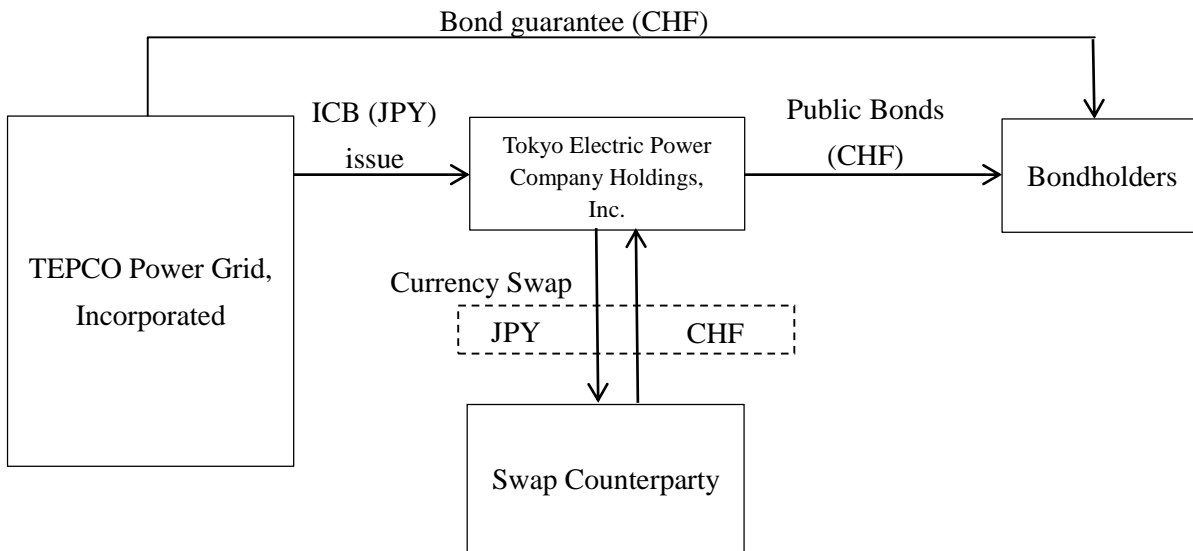 Bond guarantee (CHF)
ICB (JPY)
issue
Public Bonds
(CHF)
Tokyo Electric Power
Company Holdings,
Inc.
Bondholders
TEPCO Power Grid,
Incorporated
Currency Swap
JPY
CHF
Swap Counterparty